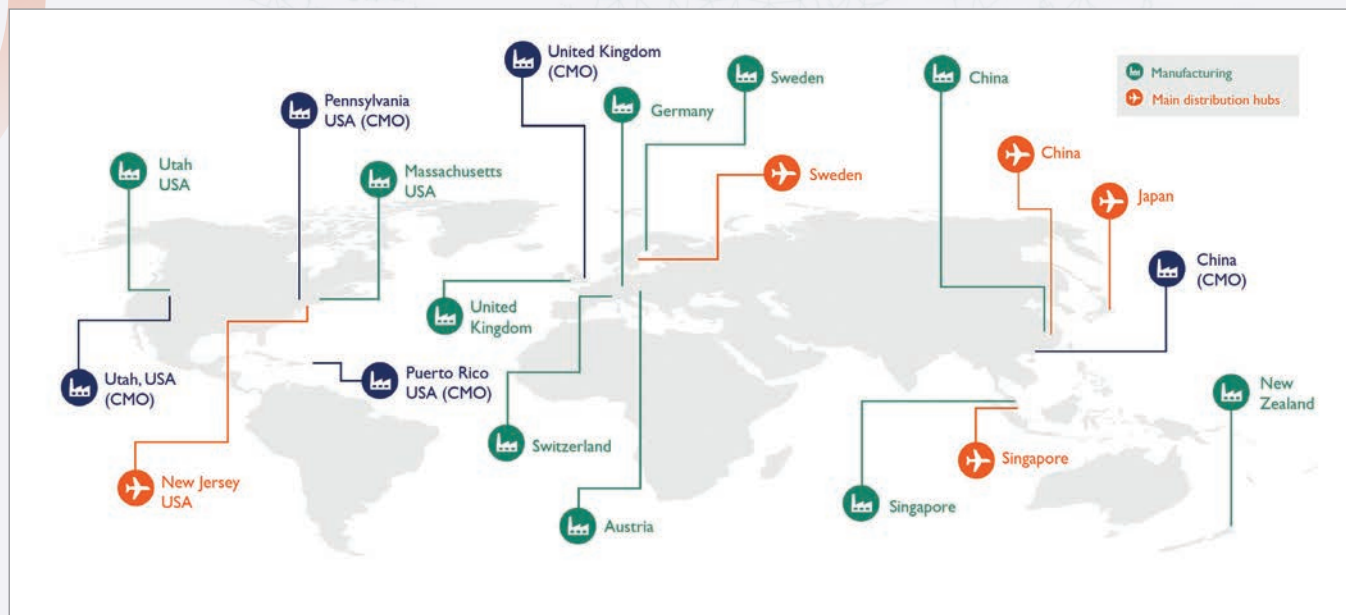 United Kingdom
(CMO)
Sweden
China
Manufacturing
Main distribution hubs
Germany
Pennsylvania
USA (CMO)
Utah
USA
Massachusetts
USA
Sweden
China
Japan
China
(CMO)
United
Kingdom
Utah, USA
(CMO)
Puerto Rico
USA (CMO)
New
Zealand
Switzerland
Singapore
New Jersey
USA
Singapore
Austria